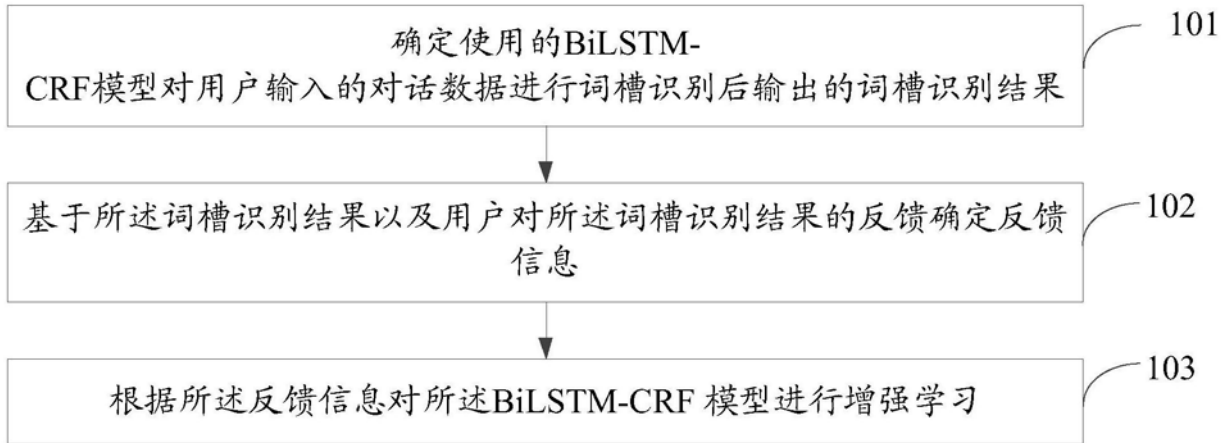 确定使用的BiLSTM-
CRF模型对用户输入的对话数据进行词槽识别后输出的词槽识别结果
101
基于所述词槽识别结果以及用户对所述词槽识别结果的反馈确定反馈
信息
102
根据所述反馈信息对所述BiLSTM-CRF 模型进行增强学习
103